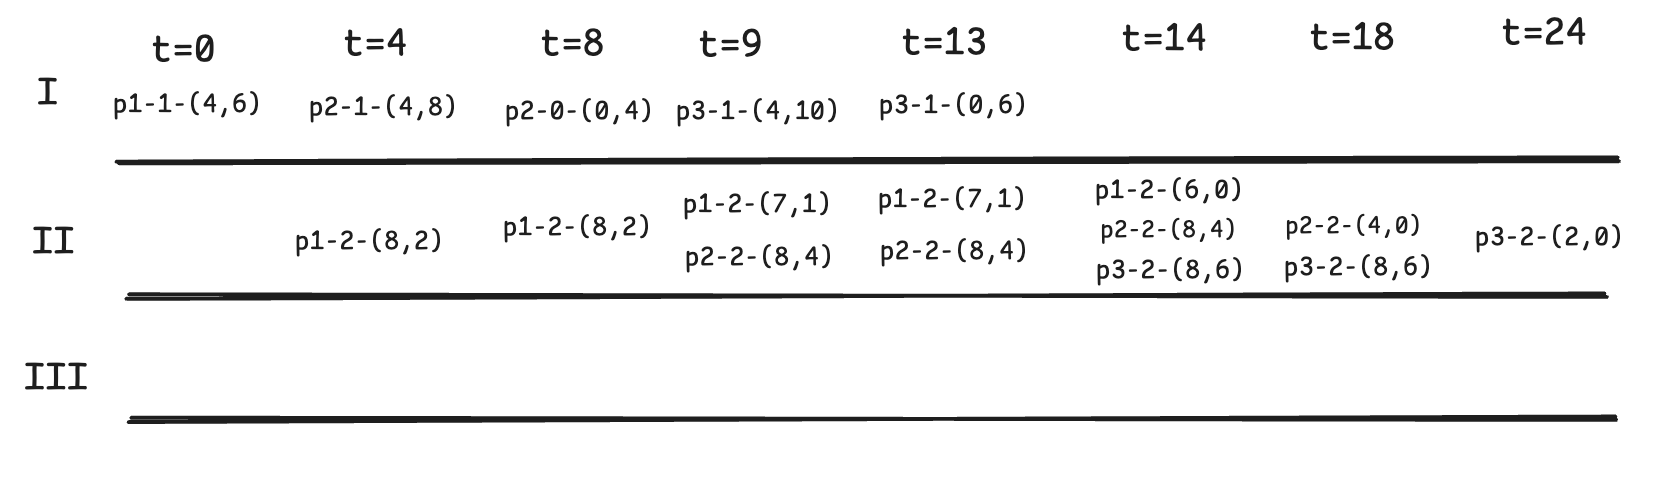 t=0 t=4 t=8 t=9 t=13 t=14 t=18 t=24
I p1-1-(4,6) p2-1-(4,8) p2-0-(0,4) p3-1-(4,10) p3-1-(0,6)
II p1-2-(8,2) p1-2-(8,2) p1-2-(7,1) p1-2-(7,1) p1-2-(6,0)
p2-2-(8,4) p2-2-(8,4) p2-2-(8,4) p2-2-(4,0) p3-2-(2,0)
p3-2-(8,6) p3-2-(8,6)
III